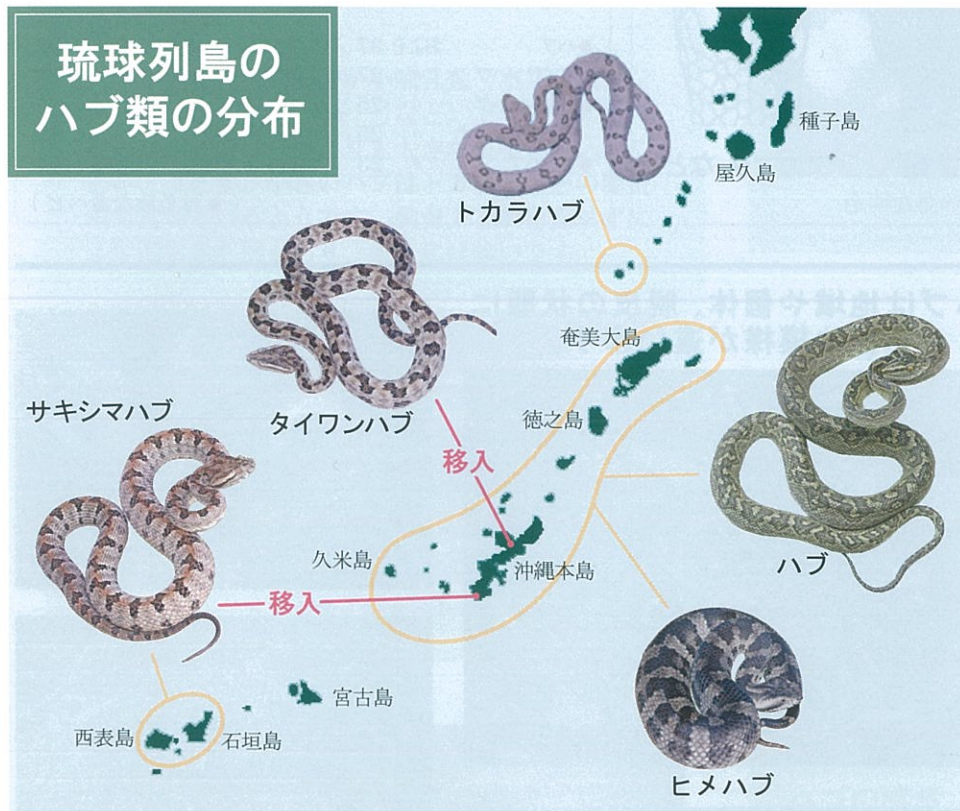 琉球列島の
ハブ類の分布
種子島
屋久島
トカラハブ
奄美大島
サキシマハブ
タイワンハブ
徳之島
移入
久米島
沖縄本島
ハブ
移入
宮古島
西表島
石垣島
ヒメハブ